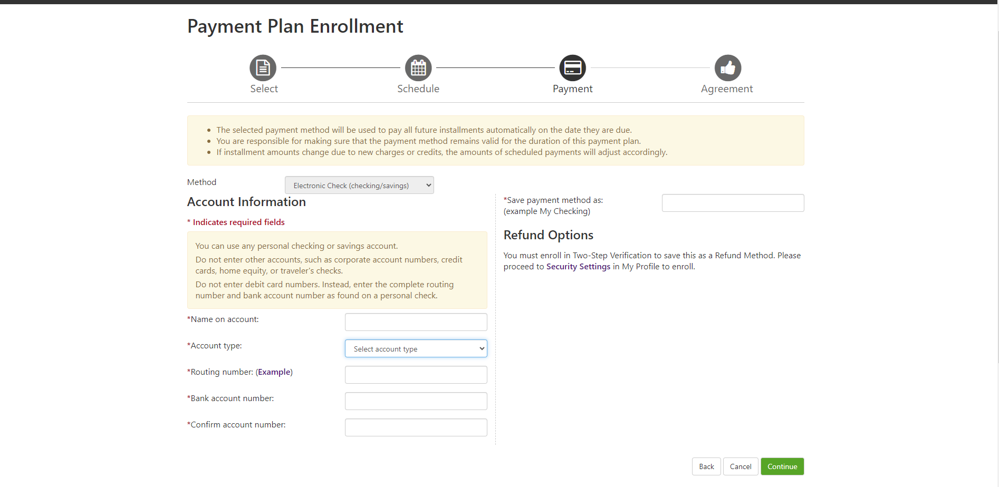 Payment Plan Enrollment
Select
Schedule
Payment
Agreement
The selected payment method will be used to pay all future installments automatically on the date they are due.
You are responsible for making sure that the payment method remains valid for the duration of this payment plan.
If installment amounts change due to new charges or credits, the amounts of scheduled payments will adjust accordingly.
Method
Electronic Check (checking/savings)
Account Information
* Indicates required fields
You can use any personal checking or savings account.
Do not enter other accounts, such as corporate account numbers, credit
cards, home equity, or traveler's checks.
Do not enter debit card numbers. Instead, enter the complete routing
number and bank account number as found on a personal check.
*Name on account:
*Account type:
Select account type
*Routing number: (Example)
*Bank account number:
*Confirm account number:
*Save payment method as:
(example My Checking)
Refund Options
You must enroll in Two-Step Verification to save this as a Refund Method. Please
proceed to Security Settings in My Profile to enroll.
Back
Cancel
Continue